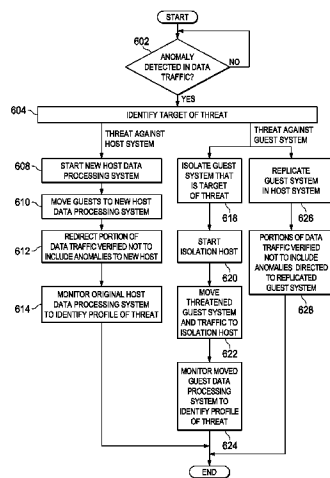 START
602
ANOMALY
DETECTED IN DATA
TRAFFIC?
NO
YES
604
IDENTIFY TARGET OF THREAT
THREAT AGAINST
HOST SYSTEM
THREAT AGAINST
GUEST SYSTEM
608
START NEW HOST DATA
PROCESSING SYSTEM
610
MOVE GUESTS TO NEW HOST
DATA PROCESSING SYSTEM
612
REDIRECT PORTION OF
DATA TRAFFIC VERIFIED NOT TO
INCLUDE ANOMALIES TO NEW HOST
614
MONITOR ORIGINAL HOST
DATA PROCESSING SYSTEM
TO IDENTIFY PROFILE OF THREAT
ISOLATE GUEST
SYSTEM THAT IS
TARGET OF
THREAT
618
START
ISOLATION HOST
620
MOVE
THREATENED
GUEST SYSTEM
AND TRAFFIC TO
ISOLATION HOST
622
MONITOR MOVED
GUEST DATA
PROCESSING
SYSTEM TO
IDENTIFY PROFILE
OF THREAT
624
REPLICATE
GUEST SYSTEM
IN HOST SYSTEM
626
PORTIONS OF DATA
TRAFFIC VERIFIED
NOT TO INCLUDE
ANOMALIES DIRECTED
TO REPLICATED
GUEST SYSTEM
628
END